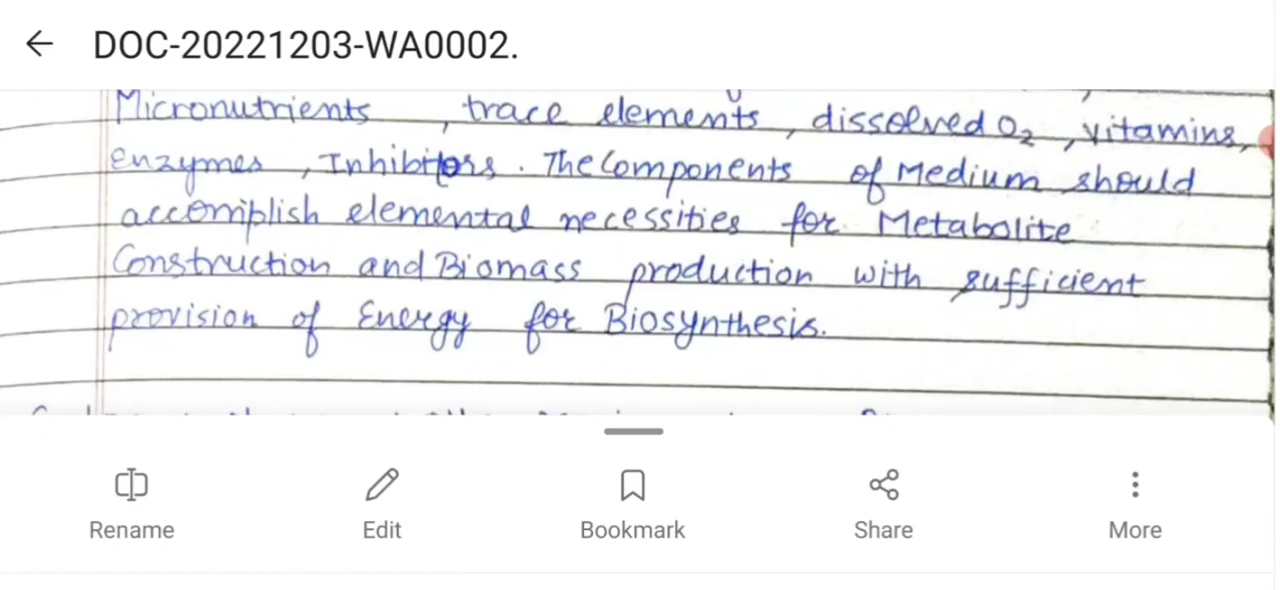 DOC-20221203-WA0002.
Micronutrients , trace elements, dissolved O₂, vitamins,
enzymes, Inhibitors. The Components of Medium should
accomplish elemental necessities for Metabolite
Construction and Biomass production with sufficient
provision of Energy for Biosynthesis.
Rename Edit Bookmark Share More